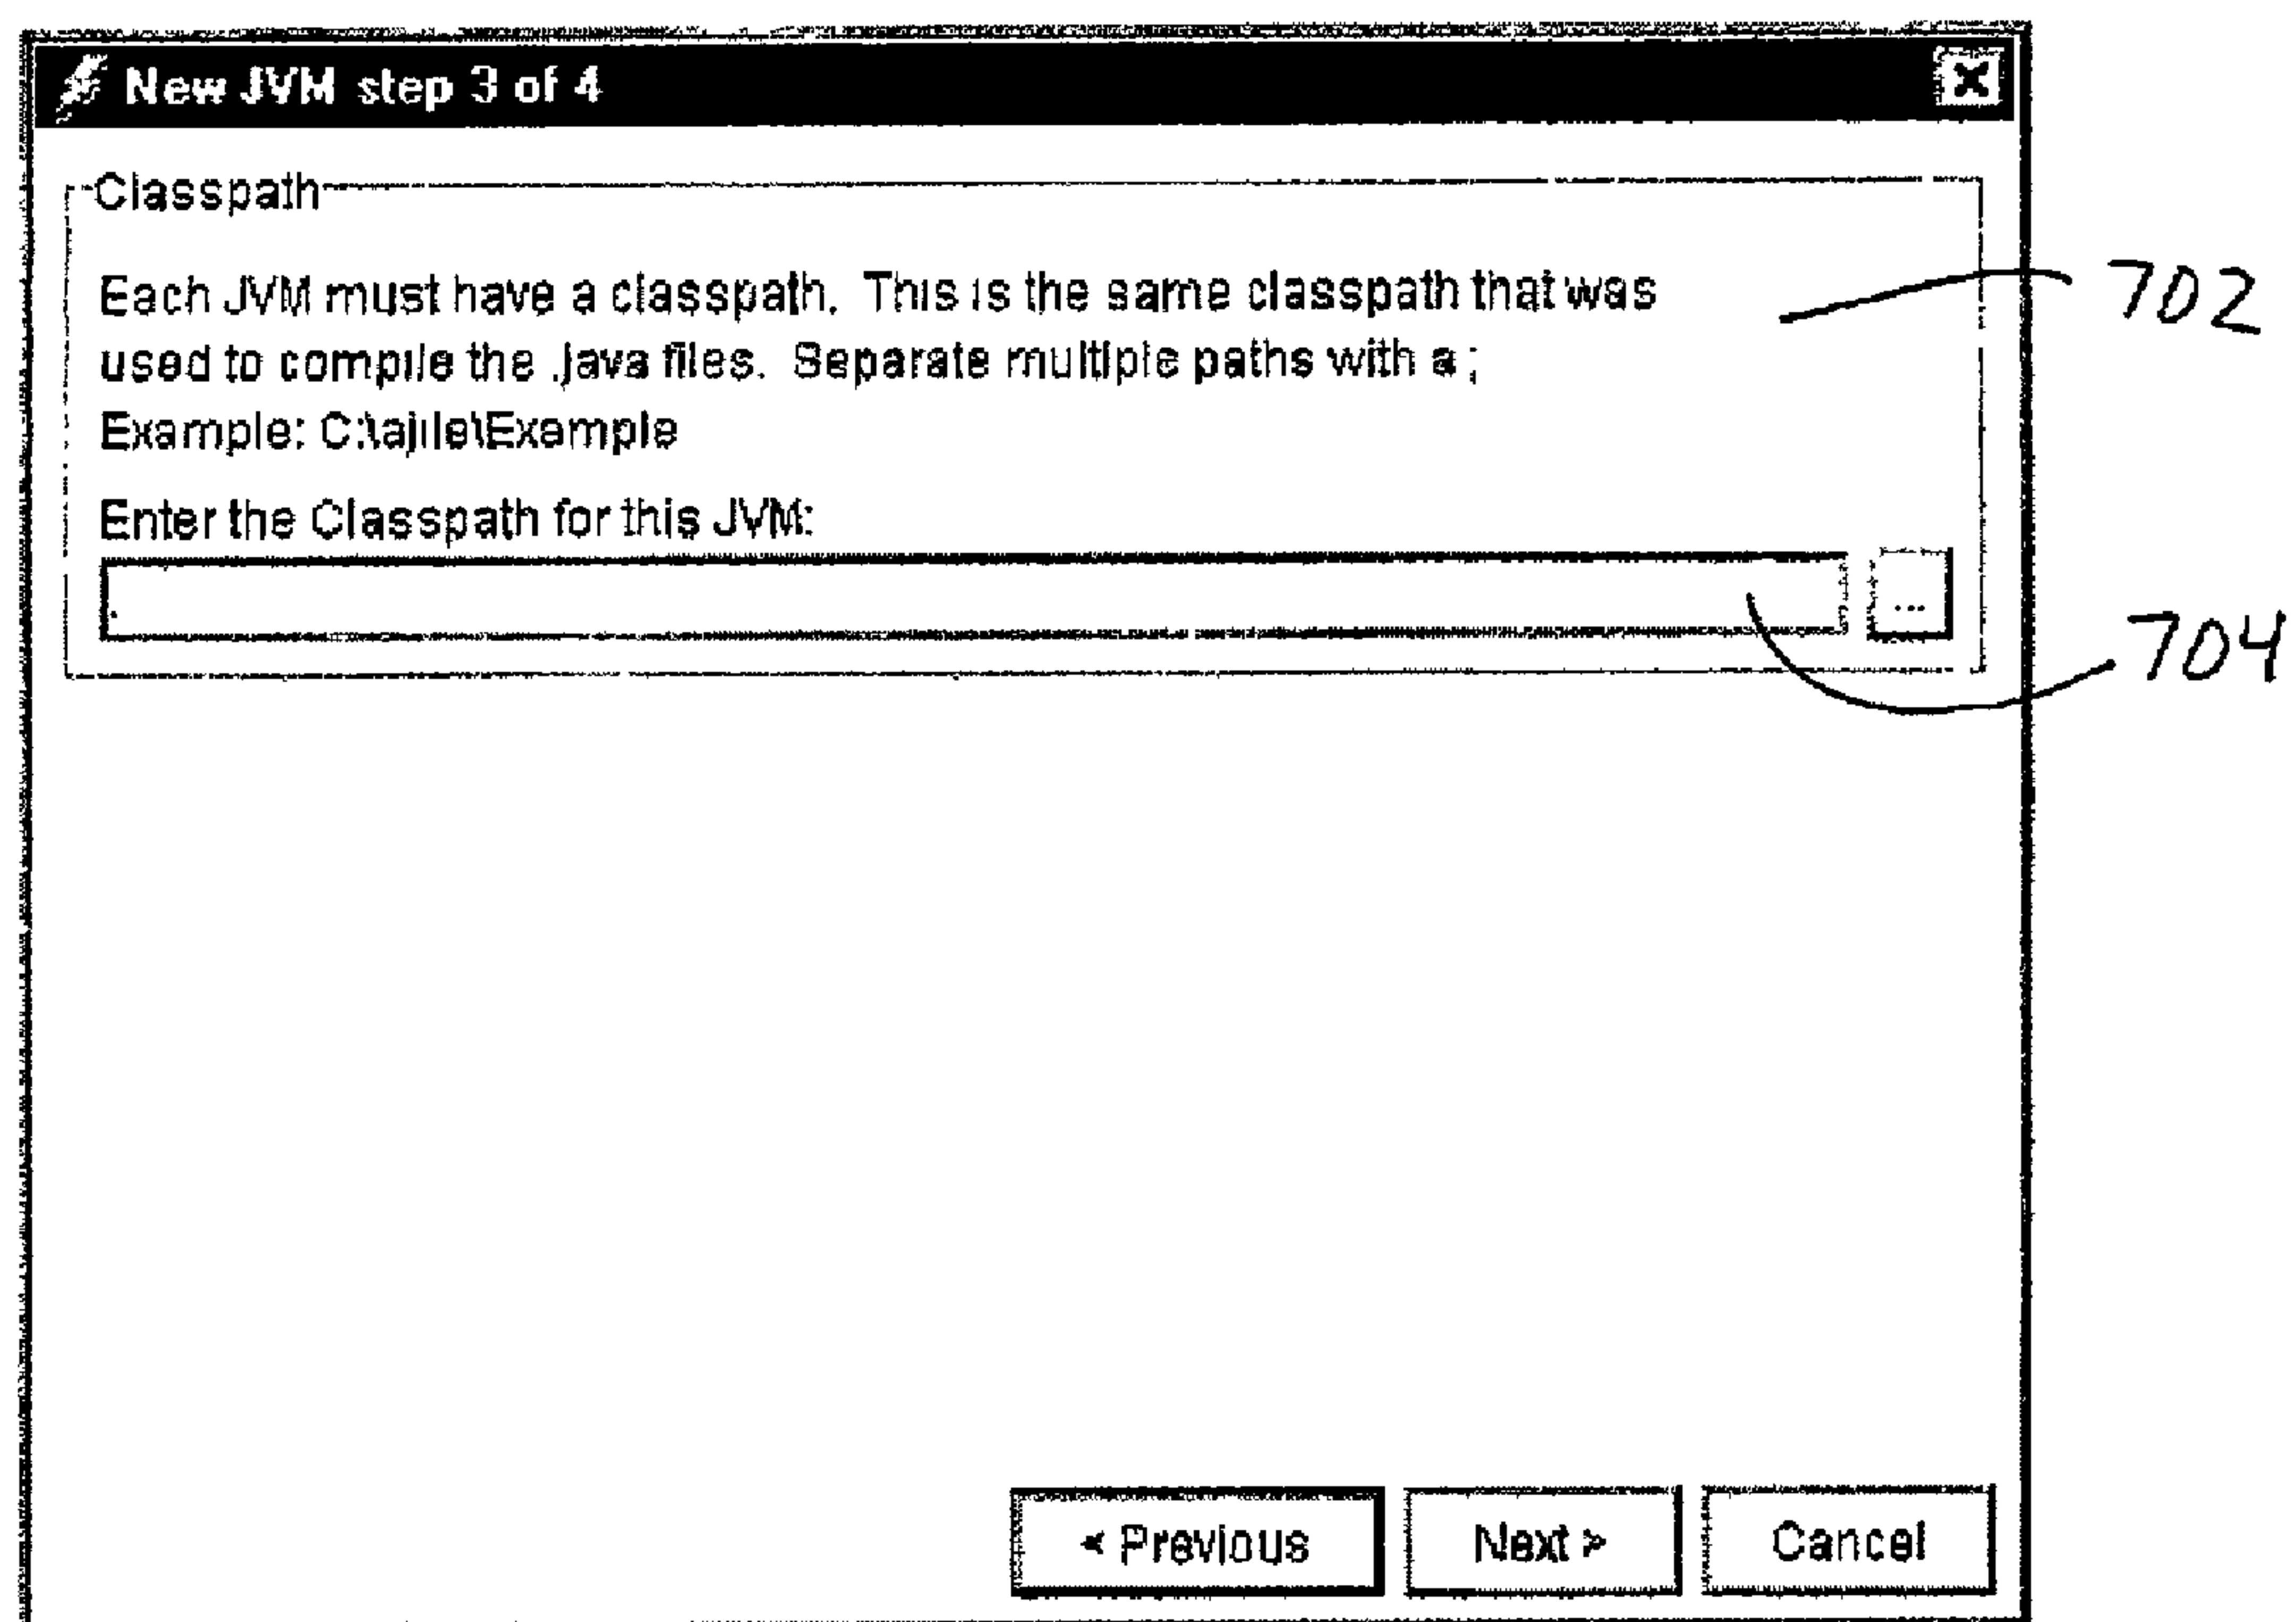 New JVM step 3 of 4
Classpath
Each JVM must have a classpath. This is the same classpath that was
used to compile the .java files. Separate multiple paths with a ;
Example: C:\ajile\Example
Enter the Classpath for this JVM:
.
...
702
704
< Previous
Next >
Cancel